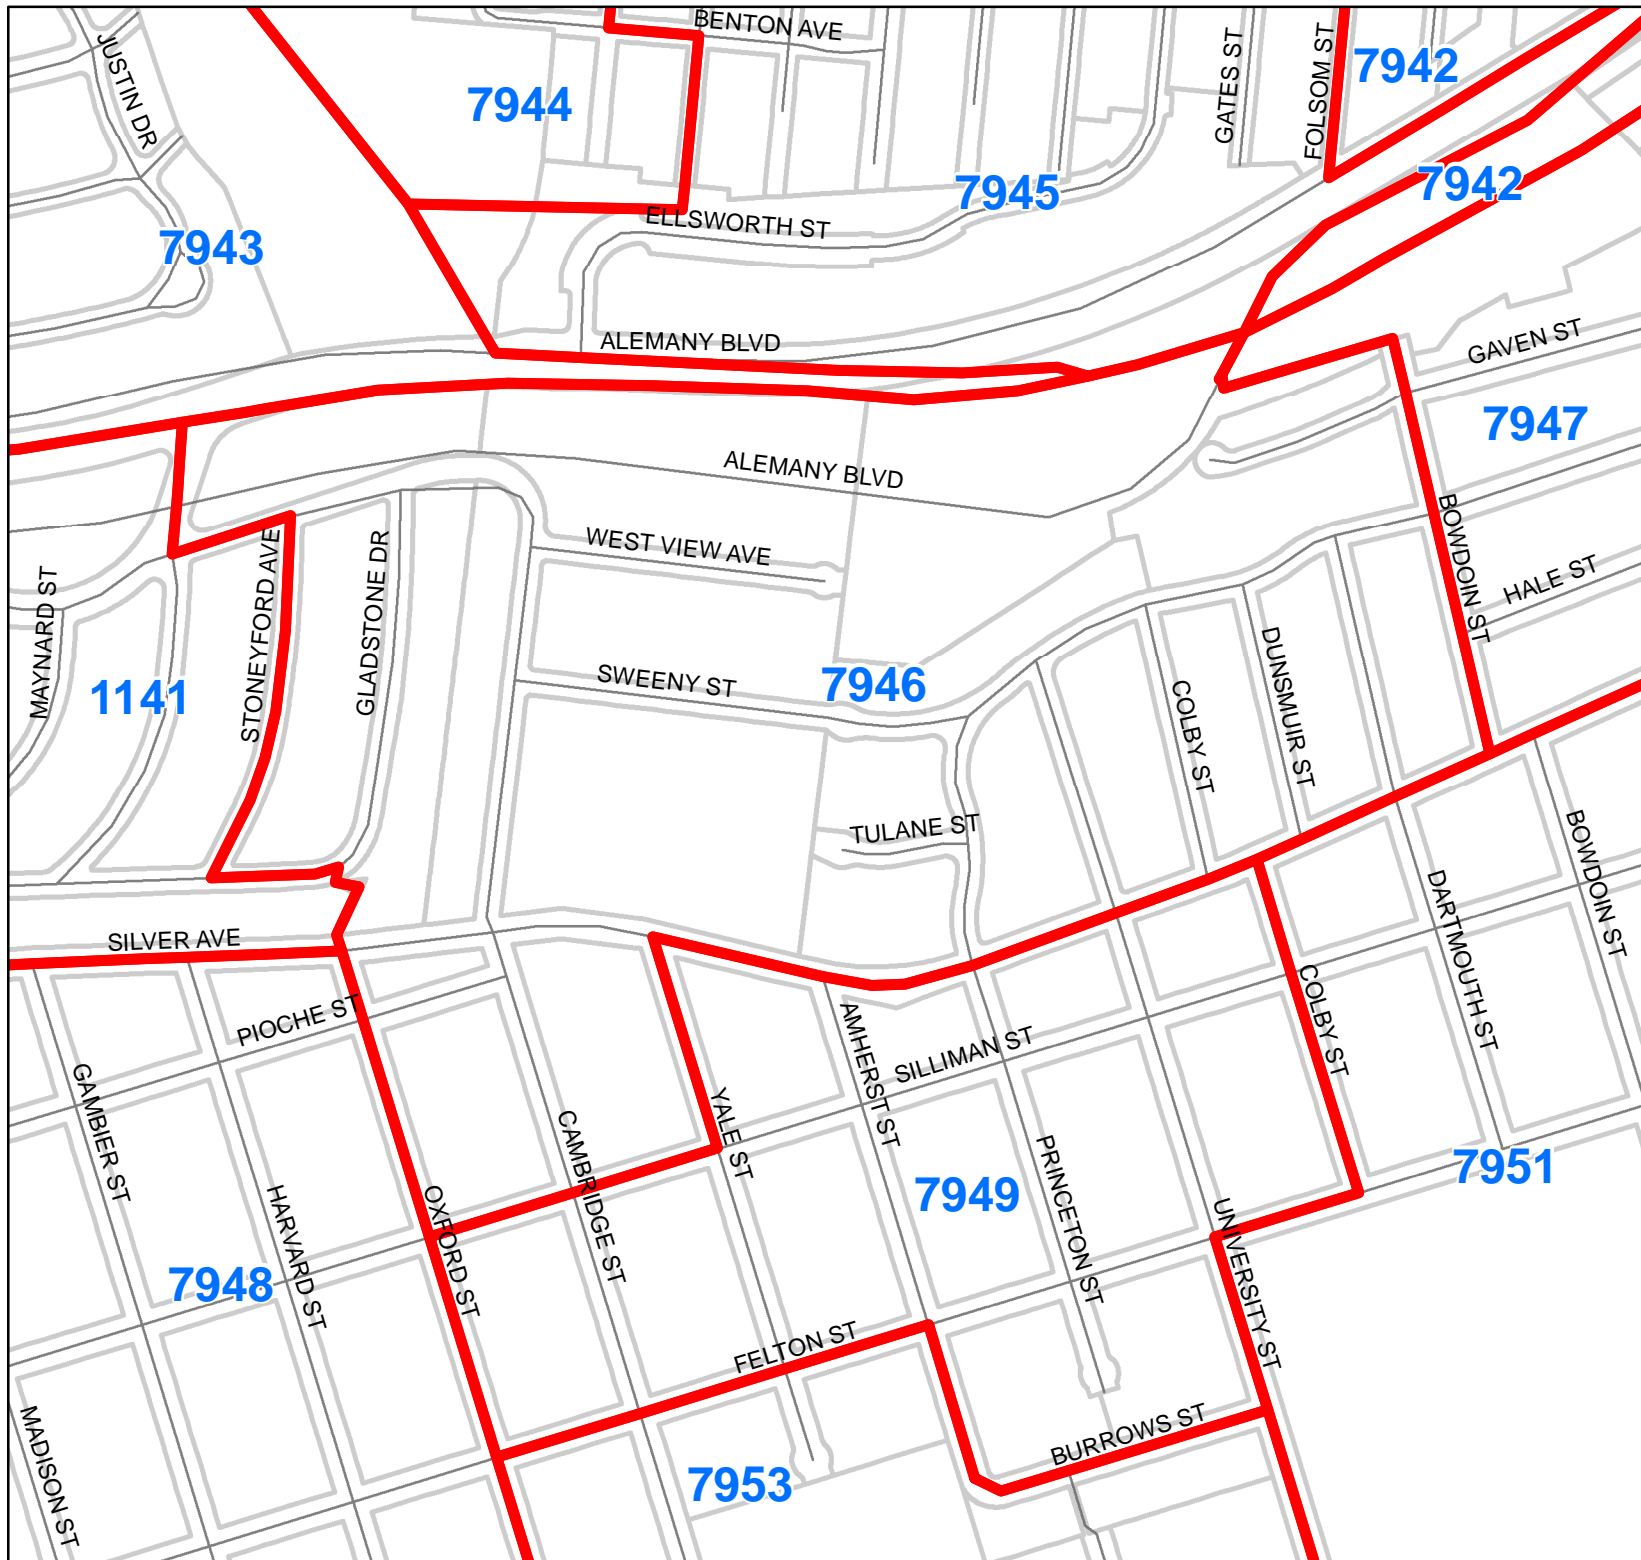 BENTON AVE
JUSTIN DR
GATES ST
FOLSOM ST
7942
7944
7945
7942
ELLSWORTH ST
7943
ALEMANY BLVD
GAVEN ST
7947
ALEMANY BLVD
BOWDOIN ST
WEST VIEW AVE
HALE ST
MAYNARD ST
STONEYFORD AVE
GLADSTONE DR
1141
SWEENY ST
7946
COLBY ST
DUNSMUIR ST
TULANE ST
BOWDOIN ST
DARTMOUTH ST
SILVER AVE
COLBY ST
PIOCHE ST
AMHERST ST
SILLIMAN ST
GAMBIER ST
YALE ST
CAMBRIDGE ST
PRINCETON ST
7951
7949
HARVARD ST
OXFORD ST
UNIVERSITY ST
7948
FELTON ST
MADISON ST
BURROWS ST
7953